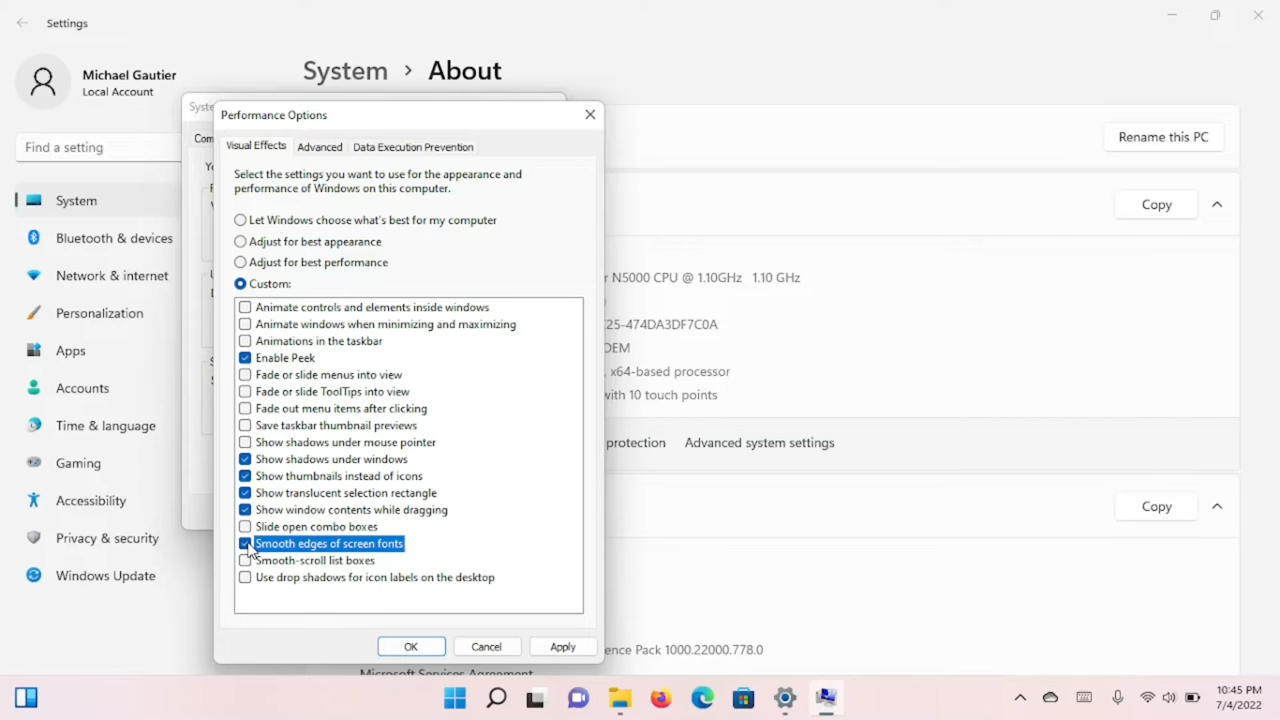 Settings
Michael Gautier
Local Account
System > About
Performance Options
Visual Effects
Advanced
Data Execution Prevention
Rename this PC
Find a setting
Select the settings you want to use for the appearance and
performance of Windows on this computer.
System
Copy
Let Windows choose what's best for my computer
Bluetooth & devices
Adjust for best appearance
Adjust for best performance
Network & internet
N5000 CPU @ 1.10GHz 1.10 GHz
Custom:
Animate controls and elements inside windows
Personalization
Animate windows when minimizing and maximizing
25-474DA3DF7C0A
Animations in the taskbar
OEM
Apps
Enable Peek
Fade or slide menus into view
x64-based processor
Accounts
Fade or slide ToolTips into view
with 10 touch points
Fade out menu items after clicking
Time & language
Save taskbar thumbnail previews
Show shadows under mouse pointer
protection
Advanced system settings
Gaming
Show shadows under windows
Show thumbnails instead of icons
Show translucent selection rectangle
Accessibility
Show window contents while dragging
Copy
Slide open combo boxes
Privacy & security
Smooth edges of screen fonts
Smooth-scroll list boxes
Windows Update
Use drop shadows for icon labels on the desktop
OK
Cancel
Apply
Pack 1000.22000.778.0
Microsoft Services Agreement
10:45 PM
7/4/2022